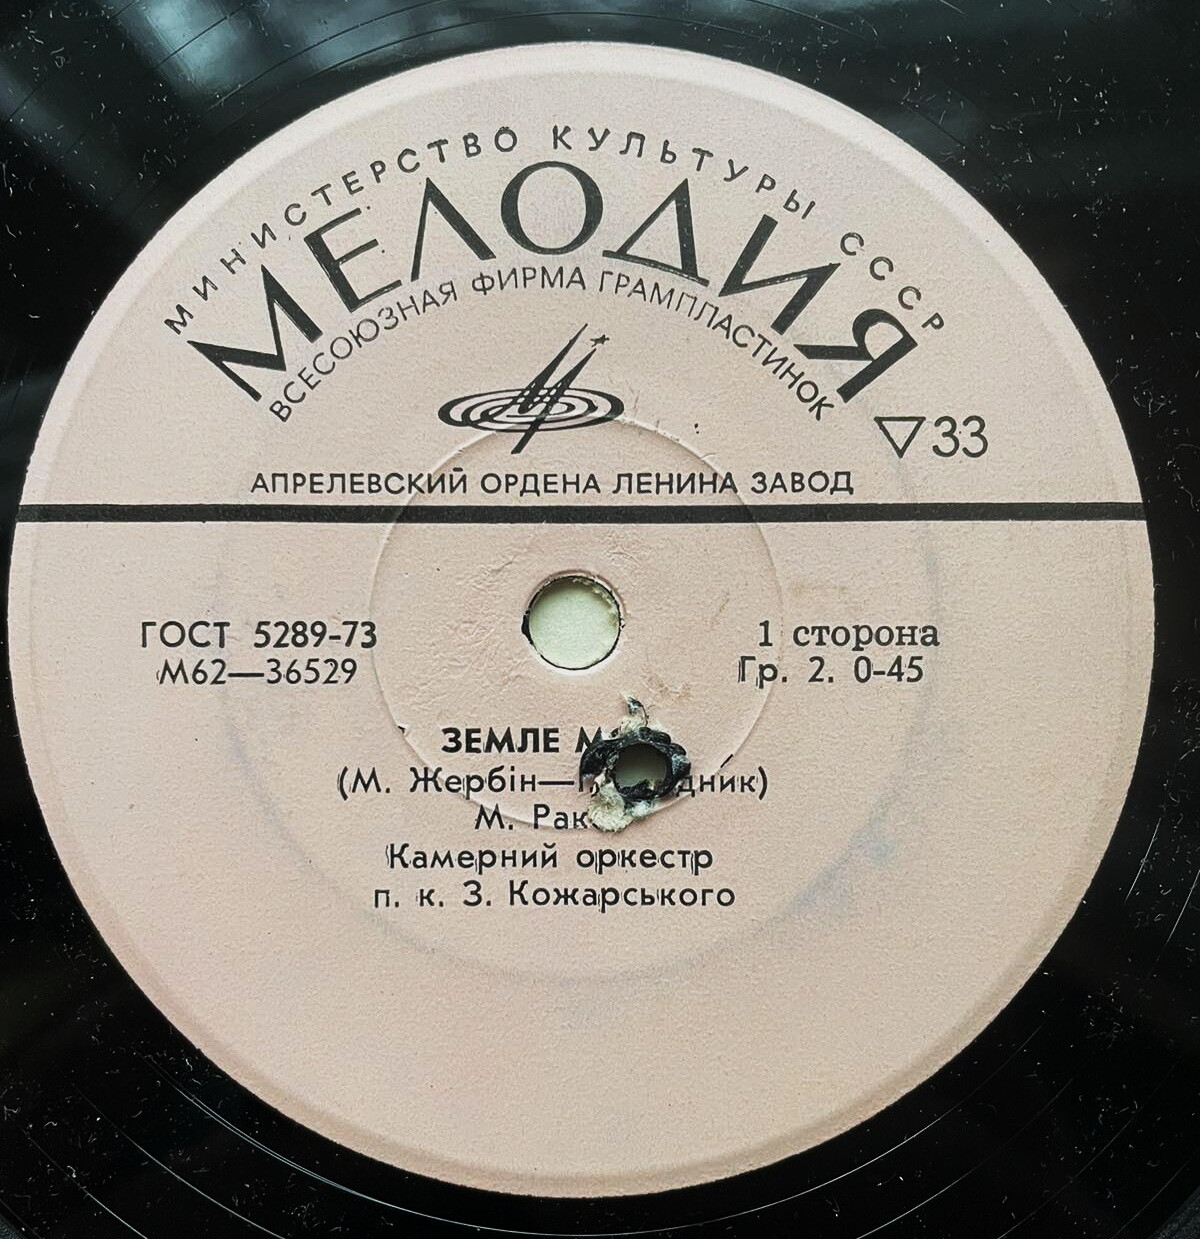 МИНИСТЕРСТВО КУЛЬТУРЫ СССР
МЕЛОДИЯ
ВСЕСОЮЗНАЯ ФИРМА ГРАМПЛАСТИНОК
▽33
АПРЕЛЕВСКИЙ ОРДЕНА ЛЕНИНА ЗАВОД
ГОСТ 5289-73
М62—36529
1 сторона
Гр. 2. 0-45
ЗЕМЛЕ
(М. Жербін—
М.
Камерний оркестр
п. к. З. Кожарського